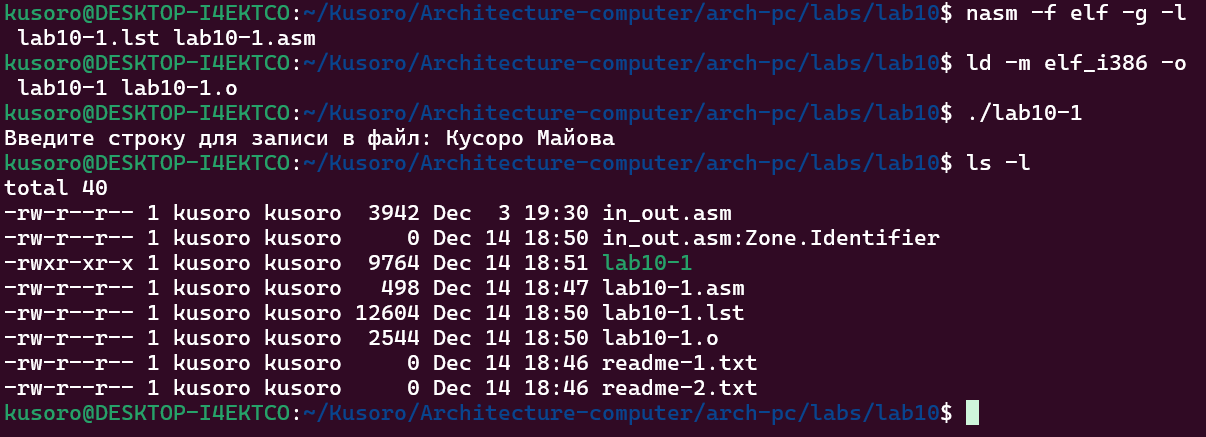 kusoro@DESKTOP-I4EKTCO:~/Kusoro/Architecture-computer/arch-pc/labs/lab10$ nasm -f elf -g -l
 lab10-1.lst lab10-1.asm
kusoro@DESKTOP-I4EKTCO:~/Kusoro/Architecture-computer/arch-pc/labs/lab10$ ld -m elf_i386 -o
 lab10-1 lab10-1.o
kusoro@DESKTOP-I4EKTCO:~/Kusoro/Architecture-computer/arch-pc/labs/lab10$ ./lab10-1
Введите строку для записи в файл: Кусоро Майова
kusoro@DESKTOP-I4EKTCO:~/Kusoro/Architecture-computer/arch-pc/labs/lab10$ ls -l
total 40
-rw-r--r-- 1 kusoro kusoro  3942 Dec  3 19:30 in_out.asm
-rw-r--r-- 1 kusoro kusoro     0 Dec 14 18:50 in_out.asm:Zone.Identifier
-rwxr-xr-x 1 kusoro kusoro  9764 Dec 14 18:51 lab10-1
-rw-r--r-- 1 kusoro kusoro   498 Dec 14 18:47 lab10-1.asm
-rw-r--r-- 1 kusoro kusoro 12604 Dec 14 18:50 lab10-1.lst
-rw-r--r-- 1 kusoro kusoro  2544 Dec 14 18:50 lab10-1.o
-rw-r--r-- 1 kusoro kusoro     0 Dec 14 18:46 readme-1.txt
-rw-r--r-- 1 kusoro kusoro     0 Dec 14 18:46 readme-2.txt
kusoro@DESKTOP-I4EKTCO:~/Kusoro/Architecture-computer/arch-pc/labs/lab10$